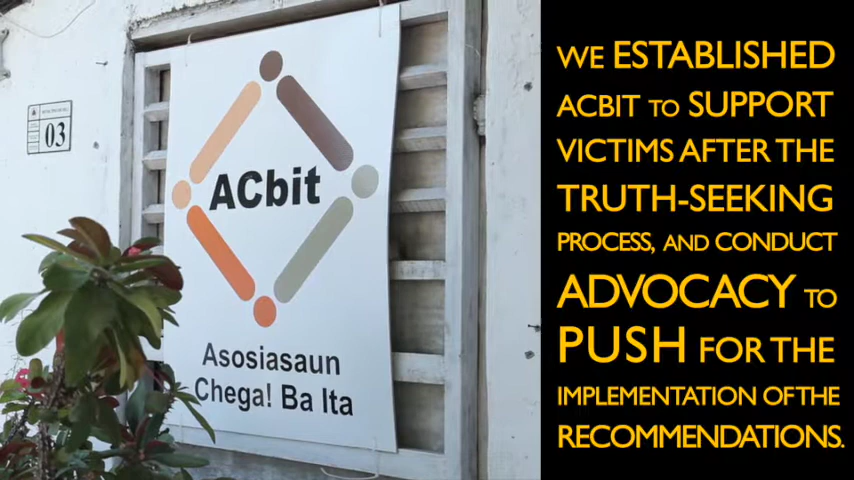 03
ACbit
Asosiasaun
Chega! Ba Ita
WE ESTABLISHED
ACBIT TO SUPPORT
VICTIMS AFTER THE
TRUTH-SEEKING
PROCESS, AND CONDUCT
ADVOCACY TO
PUSH FOR THE
IMPLEMENTATION OF THE
RECOMMENDATIONS.